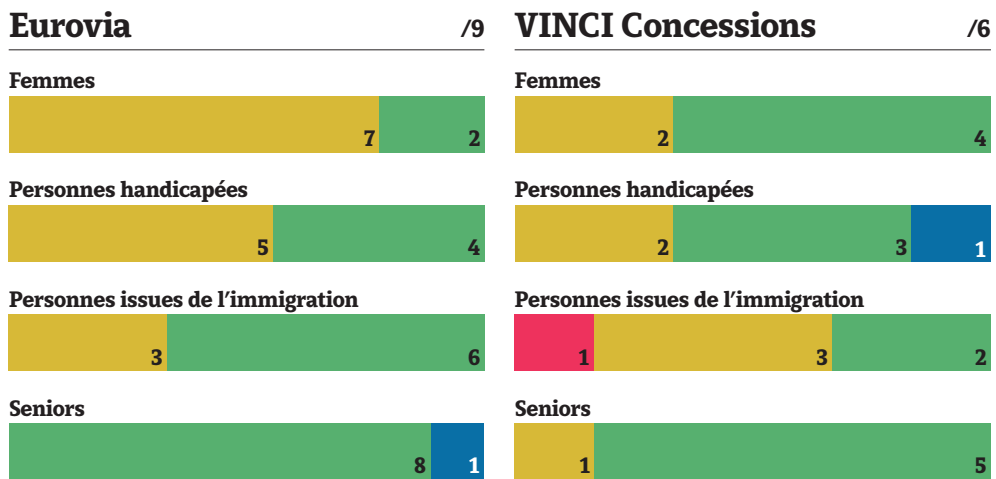 Eurovia /9
Femmes
7 2
Personnes handicapées
5 4
Personnes issues de l'immigration
3 6
Seniors
8 1
VINCI Concessions /6
Femmes
2 4
Personnes handicapées
2 3 1
Personnes issues de l'immigration
1 3 2
Seniors
1 5